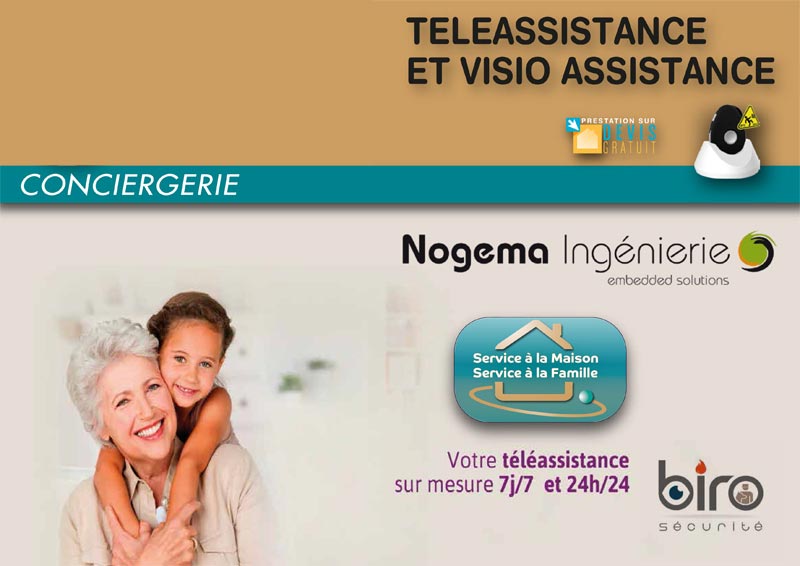 TELEASSISTANCE
ET VISIO ASSISTANCE
PRESTATION SUR
DEVIS
GRATUIT
CONCIERGERIE
Nogema Ingénierie
embedded solutions
Service à la Maison
Service à la Famille
Votre téléassistance
sur mesure 7j/7 et 24h/24
biro
sécurité